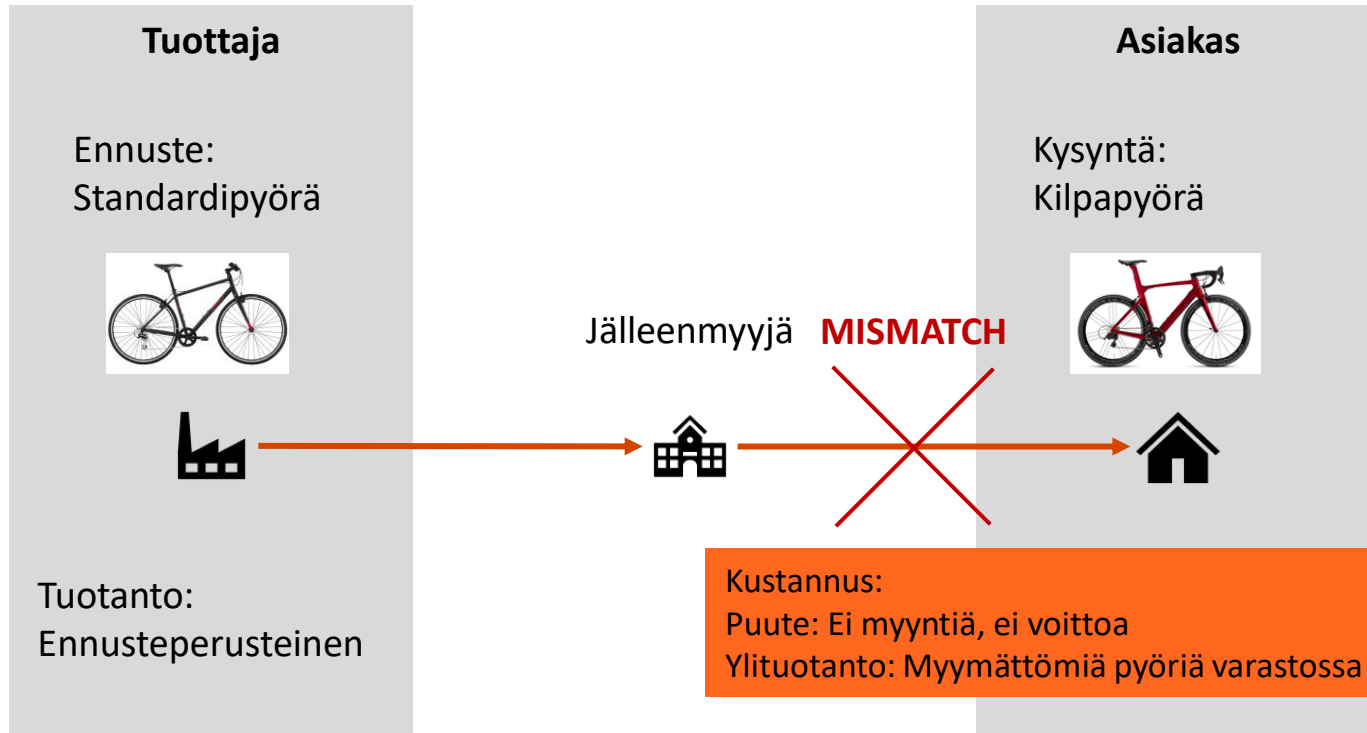 Tuottaja
Asiakas
Ennuste:
Standardipyörä
Kysyntä:
Kilpapyörä
Jälleenmyyjä
MISMATCH
Tuotanto:
Ennusteperusteinen
Kustannus:
Puute: Ei myyntiä, ei voittoa
Ylituotanto: Myymättömiä pyöriä varastossa